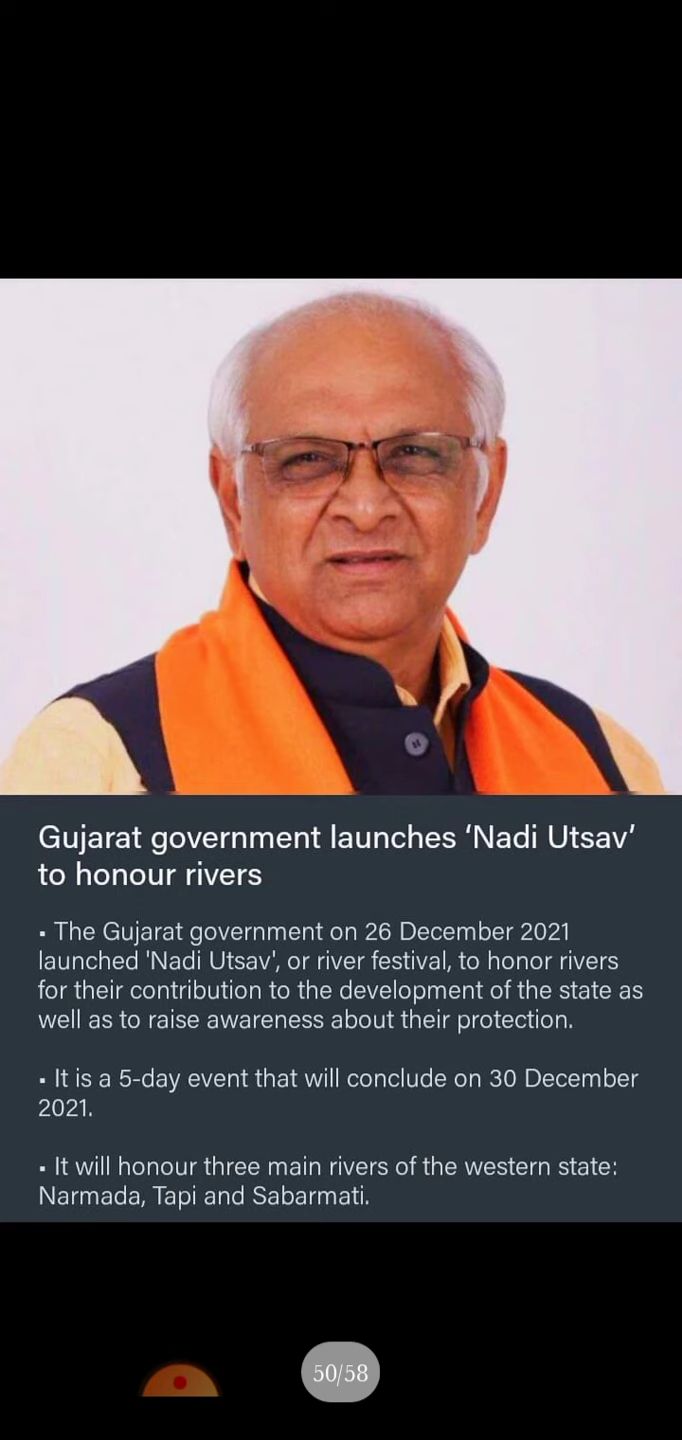 Gujarat government launches ‘Nadi Utsav’
to honour rivers
▪ The Gujarat government on 26 December 2021
launched 'Nadi Utsav', or river festival, to honor rivers
for their contribution to the development of the state as
well as to raise awareness about their protection.
▪ It is a 5-day event that will conclude on 30 December
2021.
▪ It will honour three main rivers of the western state:
Narmada, Tapi and Sabarmati.
50/58